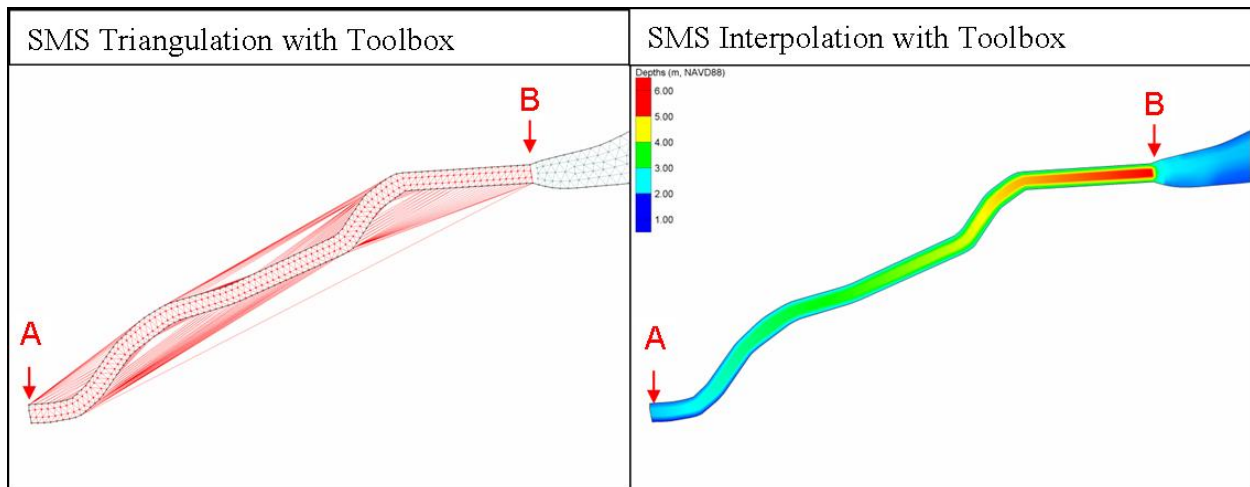 SMS Triangulation with Toolbox
SMS Interpolation with Toolbox
B
A
Depths (m, NAVD88)
6.00
5.00
4.00
3.00
2.00
1.00
B
A